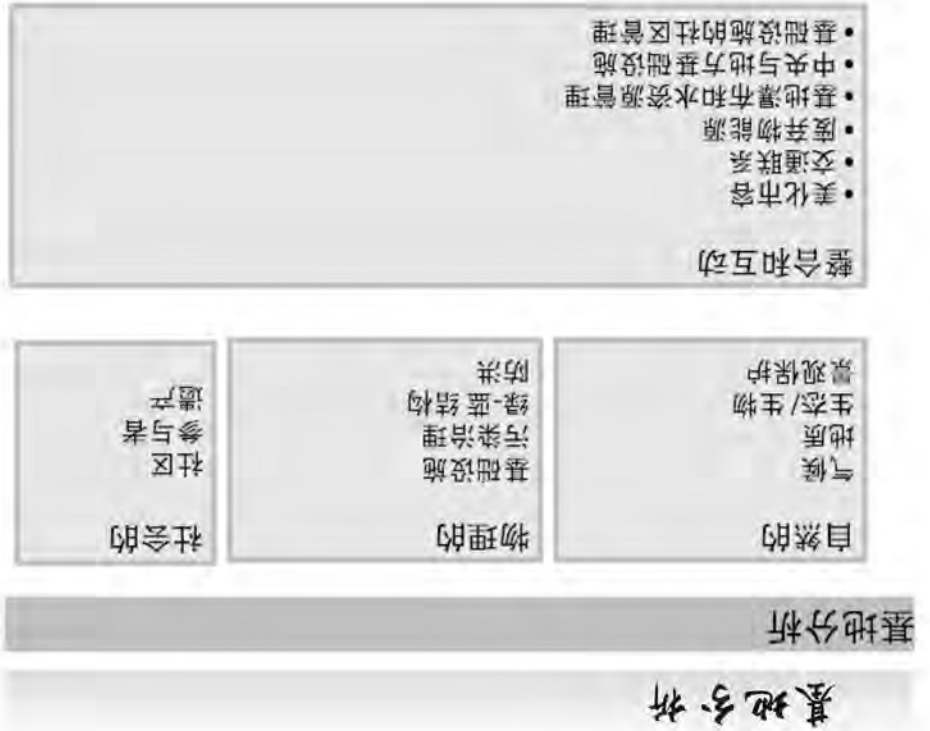 基地分析
基地分析
自然的
气候
地质
生态/生物
景观保护
物理的
基础设施
污染治理
绿-蓝 结构
防洪
社会的
社区
参与者
遗产
整合和互动
• 美化市容
• 交通联系
• 废弃物能源
• 基地瀑布和水资源管理
• 中央与地方基础设施
• 基础设施的社区管理